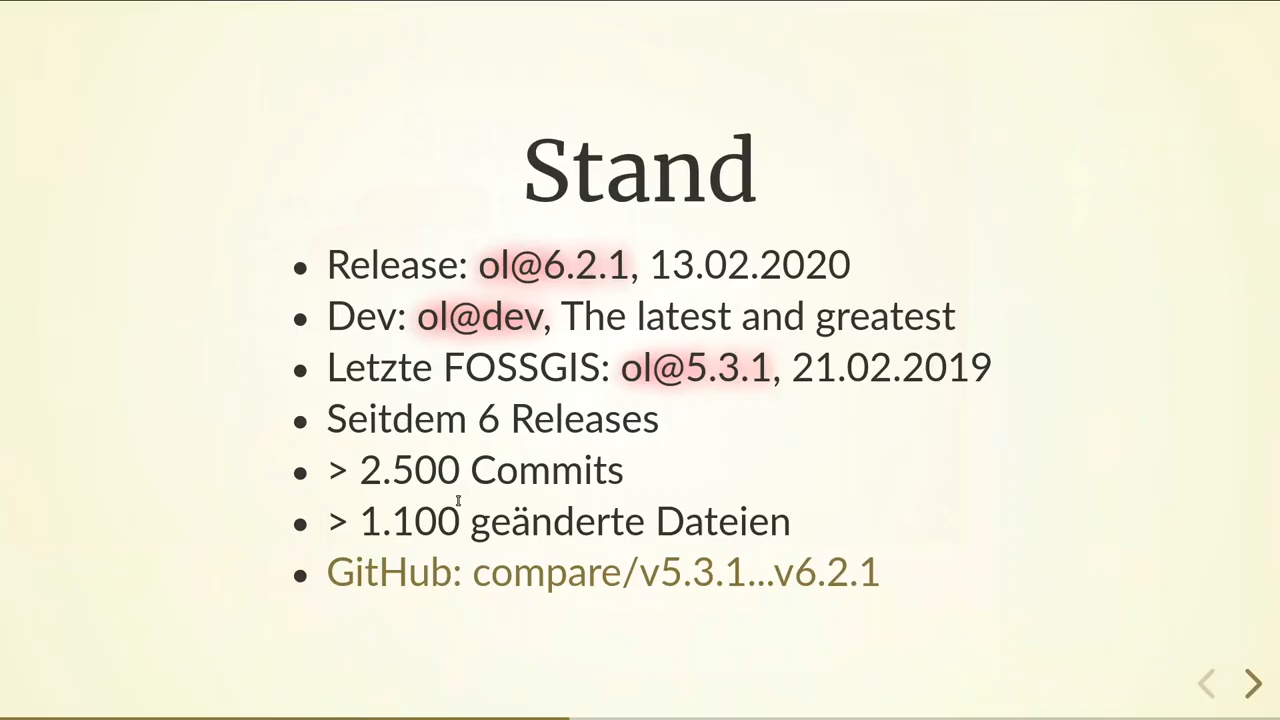 Stand
Release: ol@6.2.1, 13.02.2020
Dev: ol@dev, The latest and greatest
Letzte FOSSGIS: ol@5.3.1, 21.02.2019
Seitdem 6 Releases
> 2.500 Commits
> 1.100 geänderte Dateien
GitHub: compare/v5.3.1...v6.2.1